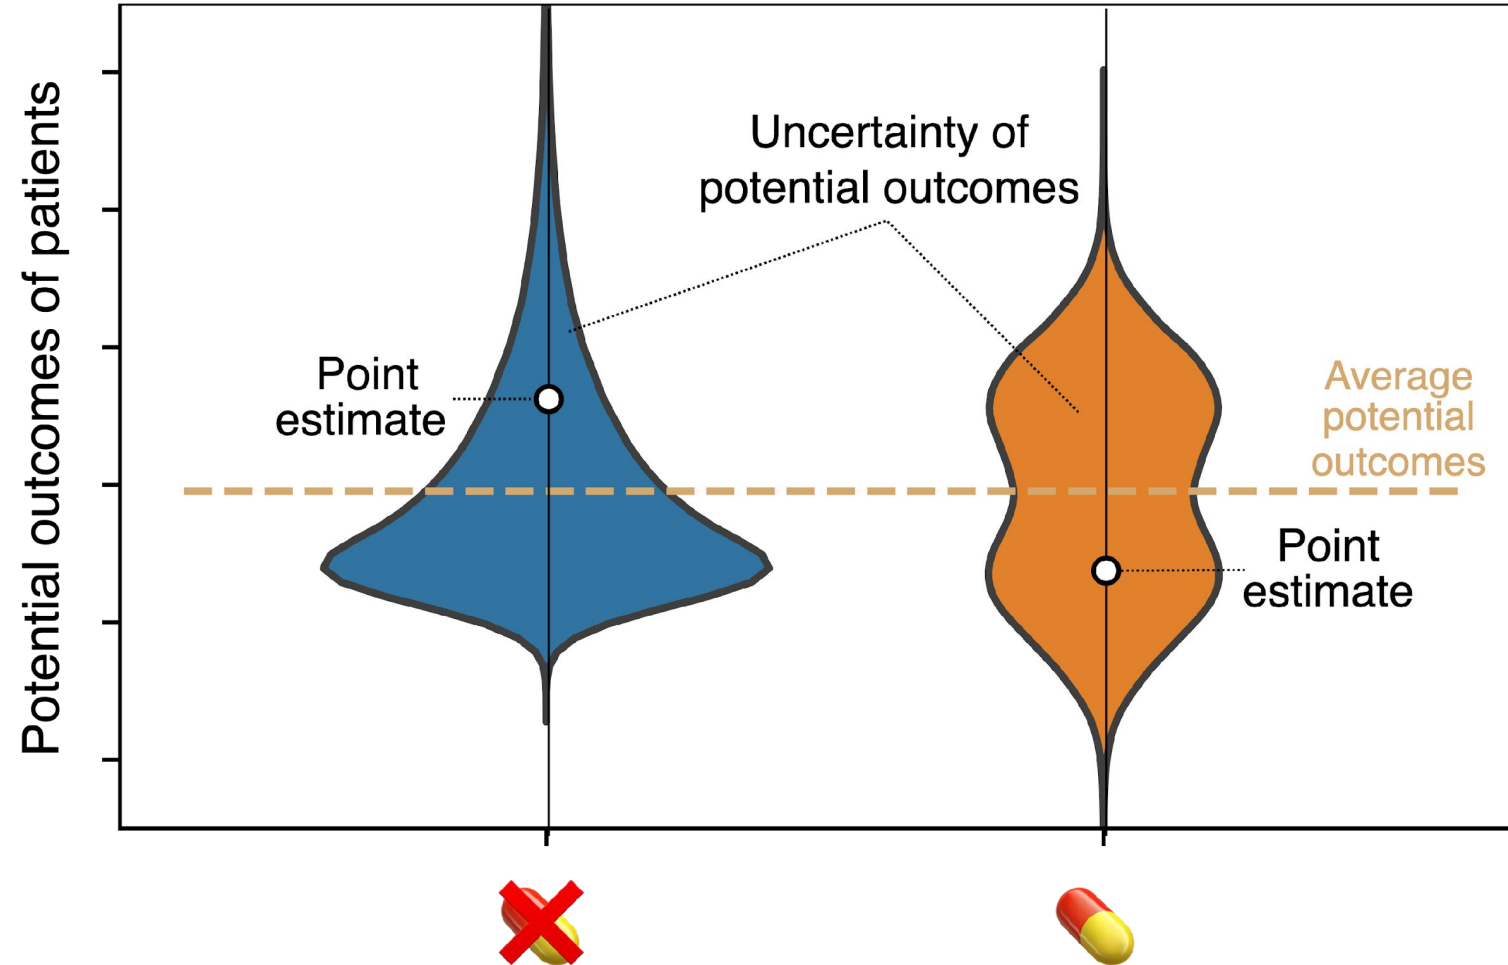 Potential outcomes of patients
Uncertainty of
potential outcomes
Point
estimate
Average
potential
outcomes
Point
estimate